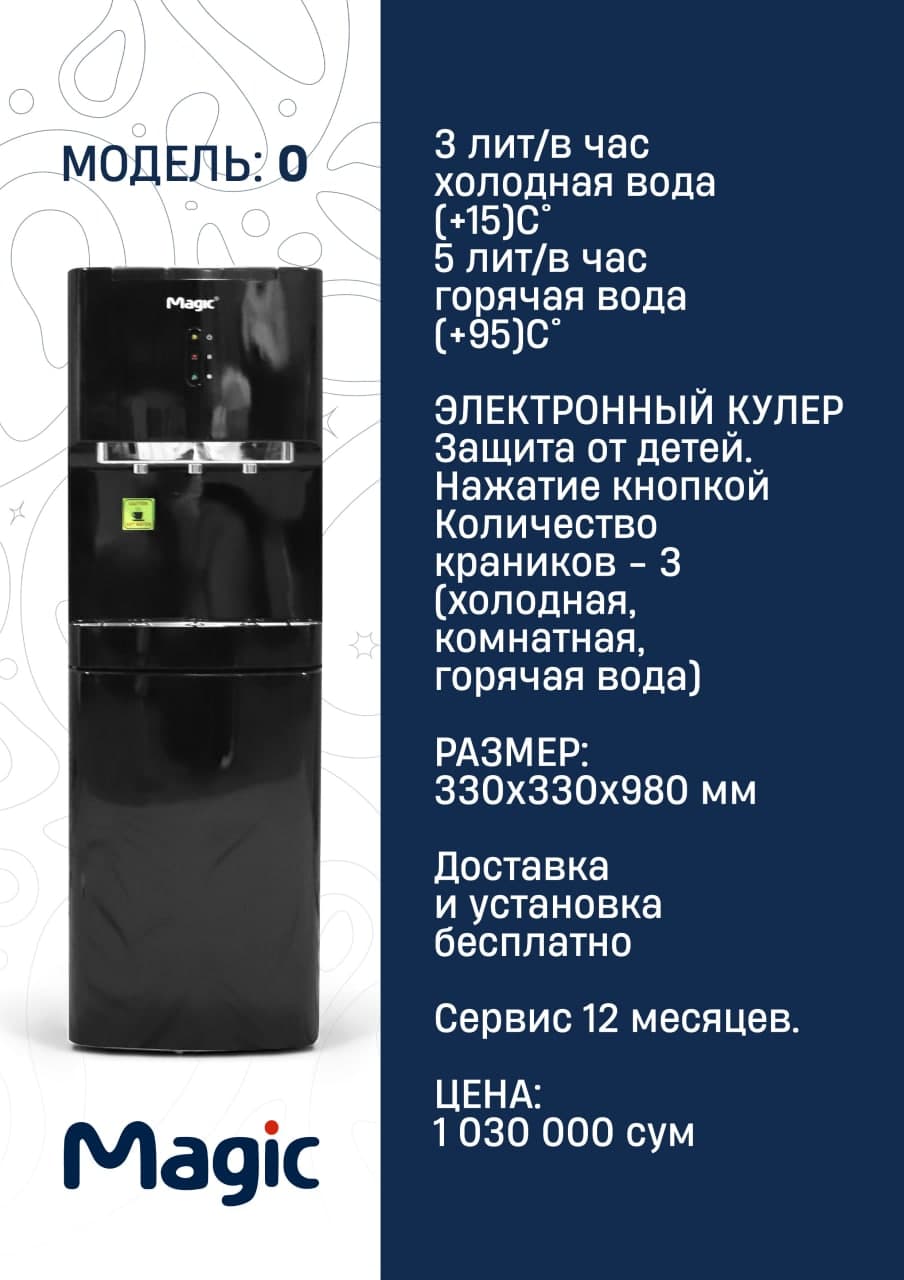 МОДЕЛЬ: 0
Magic
3 лит/в час
холодная вода
(+15)С°
5 лит/в час
горячая вода
(+95)С°
ЭЛЕКТРОННЫЙ КУЛЕР
Защита от детей.
Нажатие кнопкой
Количество
краников - 3
(холодная,
комнатная,
горячая вода)
РАЗМЕР:
330х330х980 мм
Доставка
и установка
бесплатно
Сервис 12 месяцев.
ЦЕНА:
1 030 000 сум
Magic